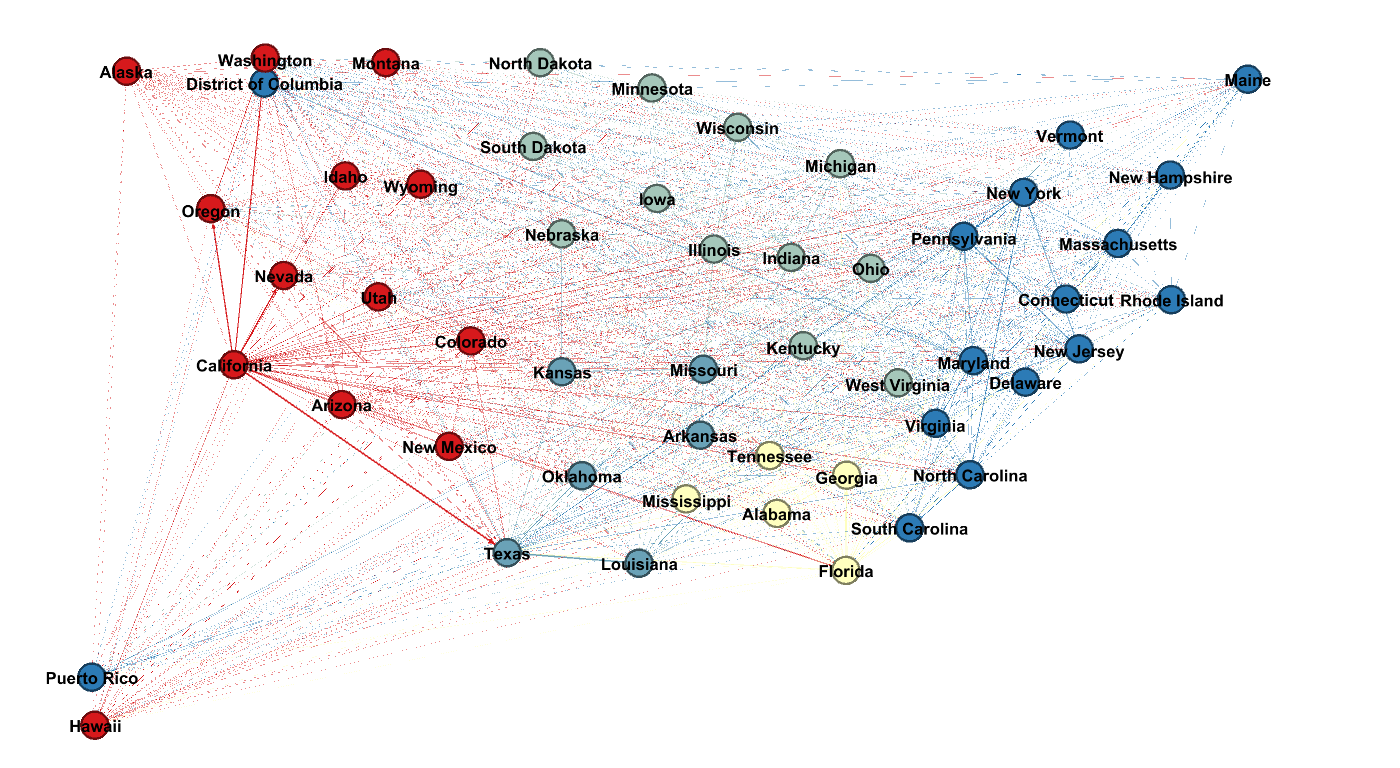 Washington
Montana
North Dakota
Alaska
District of Columbia
Minnesota
Maine
Wisconsin
Vermont
South Dakota
Michigan
Idaho
Wyoming
New Hampshire
Iowa
New York
Oregon
Nebraska
Pennsylvania
Massachusetts
Illinois
Indiana
Ohio
Nevada
Utah
Connecticut
Rhode Island
Colorado
Kentucky
New Jersey
California
Kansas
Missouri
Maryland
West Virginia
Delaware
Arizona
Virginia
Arkansas
New Mexico
Tennessee
Oklahoma
Georgia
North Carolina
Mississippi
Alabama
South Carolina
Texas
Louisiana
Florida
Puerto Rico
Hawaii